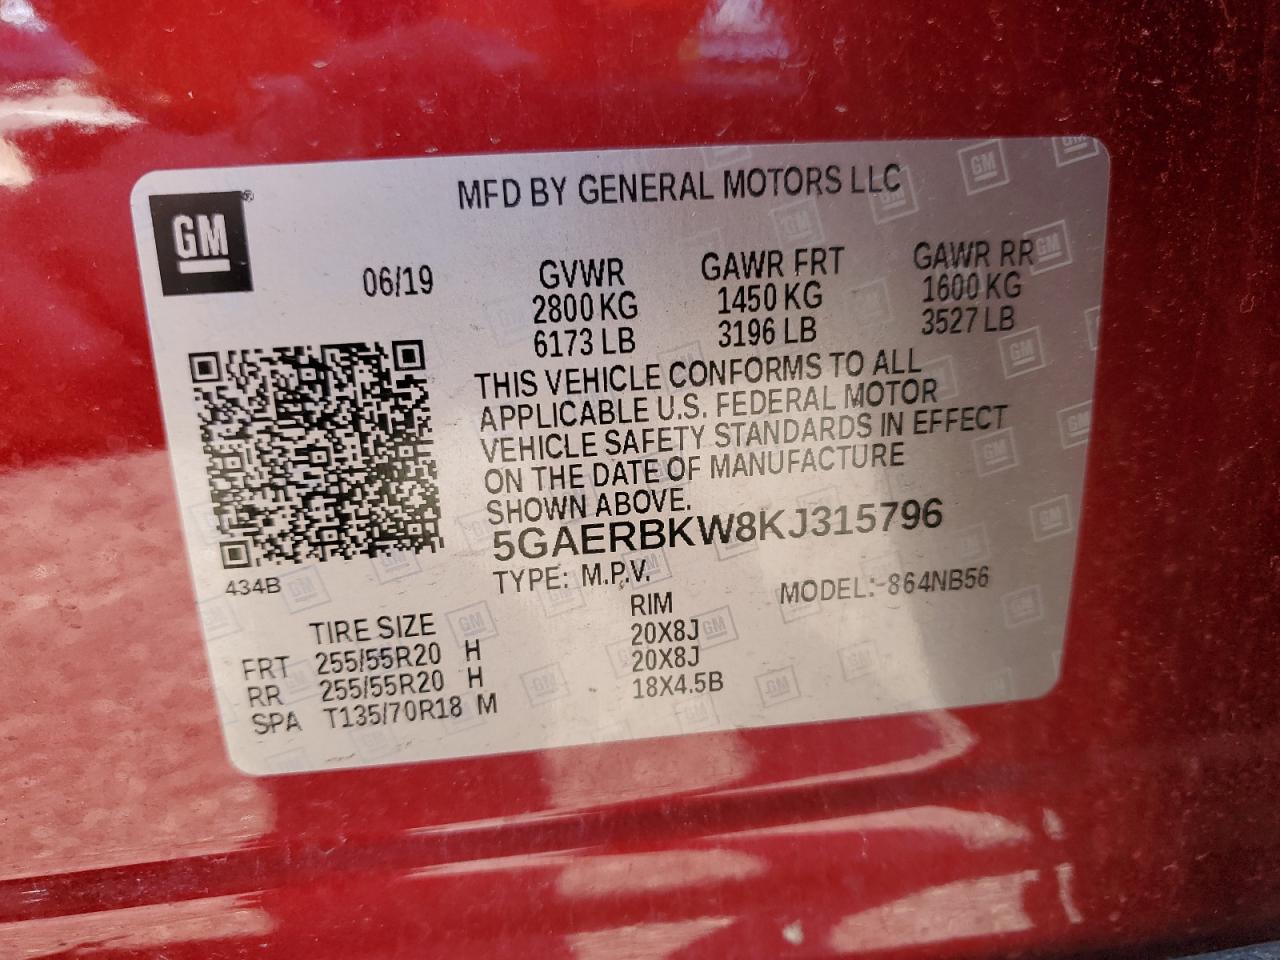 MFD BY GENERAL MOTORS LLC
GM
®
06/19
GVWR
2800 KG
6173 LB
GAWR FRT
1450 KG
3196 LB
GAWR RR
1600 KG
3527 LB
THIS VEHICLE CONFORMS TO ALL
APPLICABLE U.S. FEDERAL MOTOR
VEHICLE SAFETY STANDARDS IN EFFECT
ON THE DATE OF MANUFACTURE
SHOWN ABOVE.
5GAERBKW8KJ315796
434B
TYPE: M.P.V.
MODEL:-864NB56
TIRE SIZE RIM
FRT 255/55R20 H 20X8J
RR 255/55R20 H 20X8J
SPA T135/70R18 M 18X4.5B